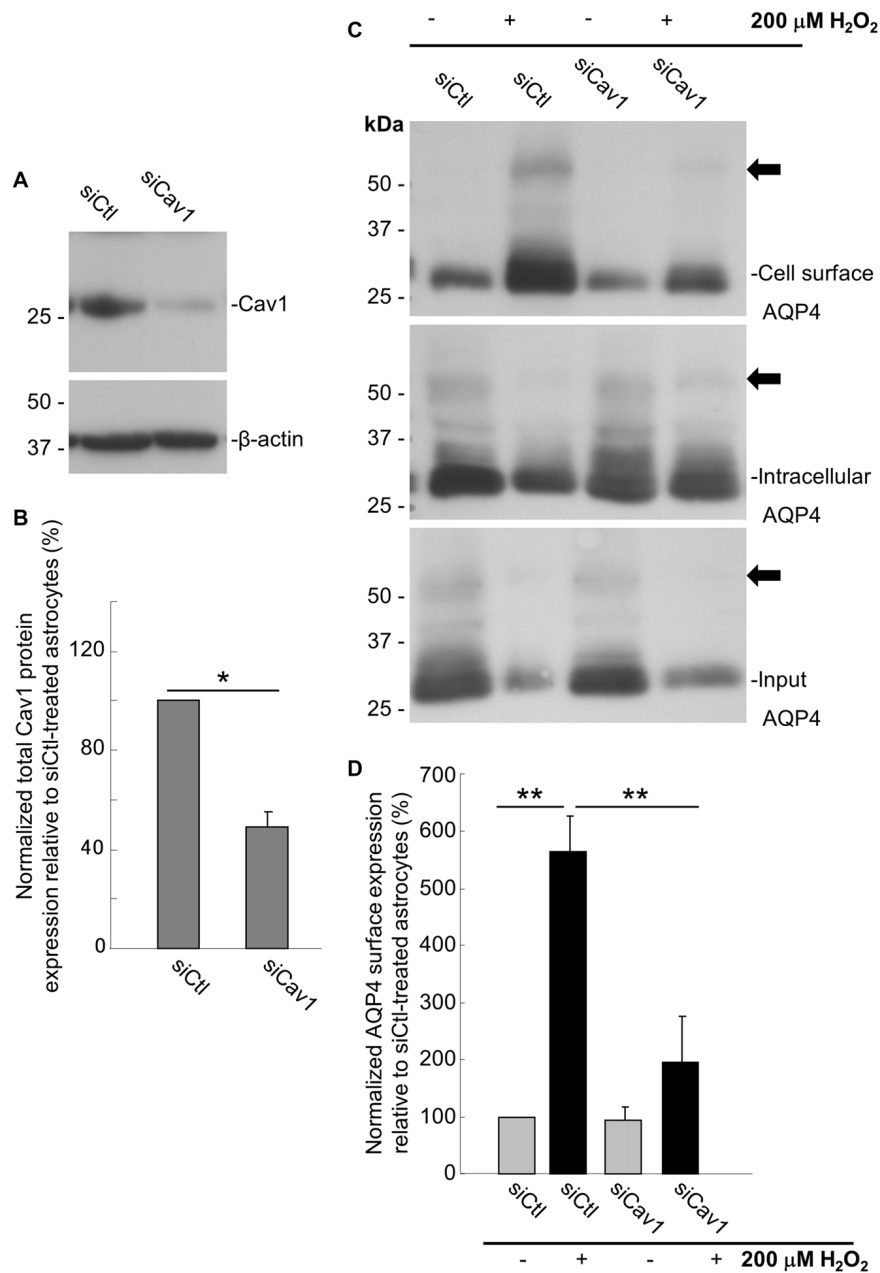 A
siCtl siCav1
25 - -Cav1
50 -
37 - -β-actin
B
Normalized total Cav1 protein
expression relative to siCtl-treated astrocytes (%)
120
80
40
0
*
siCtl siCav1
C
- + - + 200 μM H₂O₂
siCtl siCtl siCav1 siCav1
kDa
50 -
37 -
25 -
-Cell surface
AQP4
50 -
37 -
25 -
-Intracellular
AQP4
50 -
37 -
25 -
-Input
AQP4
D
Normalized AQP4 surface expression
relative to siCtl-treated astrocytes (%)
700
600
500
400
300
200
100
0
** **
siCtl siCtl siCav1 siCav1
- + - + 200 μM H₂O₂